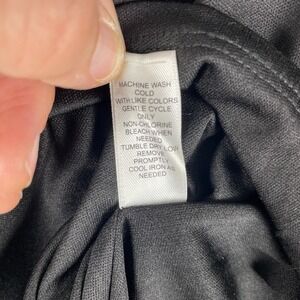 MACHINE WASH
COLD
WITH LIKE COLORS
GENTLE CYCLE
ONLY
NON-CHLORINE
BLEACH WHEN
NEEDED
TUMBLE DRY LOW
REMOVE
PROMPTLY
COOL IRON AS
NEEDED